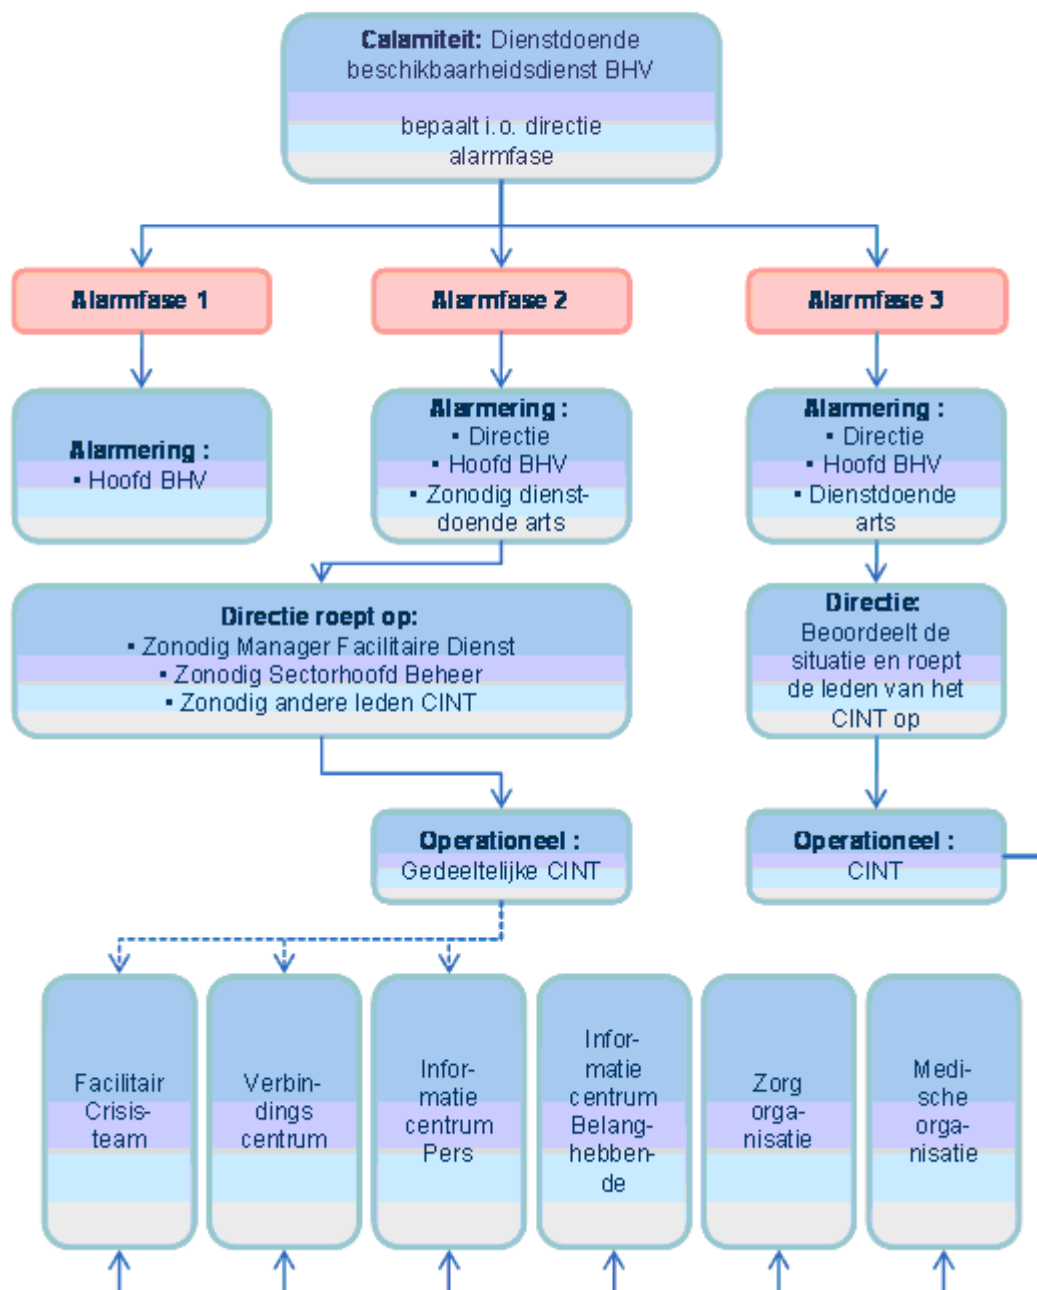 Calamiteit: Dienstdoende
beschikbaarheidsdienst BHV
bepaalt i.o. directie
alarmfase
Alarmfase 1
Alarmfase 2
Alarmfase 3
Alarmering :
▪ Hoofd BHV
Alarmering :
▪ Directie
▪ Hoofd BHV
▪ Zonodig dienst-
doende arts
Alarmering :
▪ Directie
▪ Hoofd BHV
▪ Dienstdoende
arts
Directie roept op:
▪ Zonodig Manager Facilitaire Dienst
▪ Zonodig Sectorhoofd Beheer
▪ Zonodig andere leden CINT
Directie:
Beoordeelt de
situatie en roept
de leden van het
CINT op
Operationeel :
Gedeeltelijke CINT
Operationeel :
CINT
Facilitair
Crisis-
team
Verbin-
dings
centrum
Infor-
matie
centrum
Pers
Infor-
matie
centrum
Belang-
hebben-
de
Zorg
orga-
nisatie
Medi-
sche
orga-
nisatie